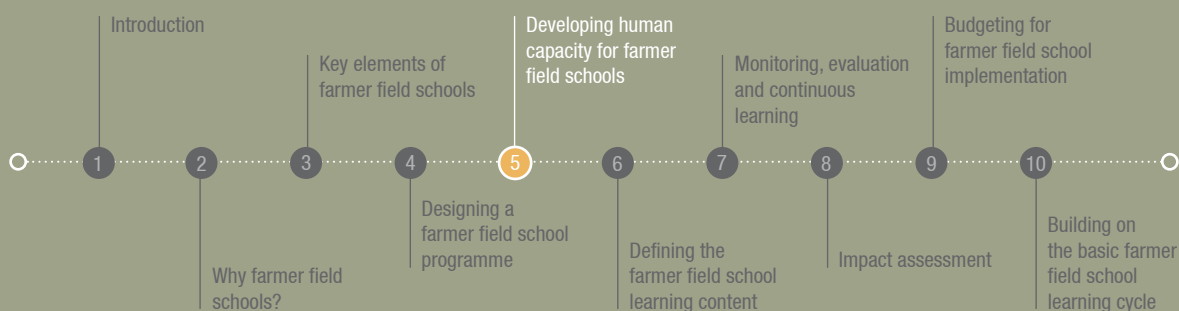 Introduction
Key elements of
farmer field schools
Developing human
capacity for farmer
field schools
Monitoring, evaluation
and continuous
learning
Budgeting for
farmer field school
implementation
1
2
3
4
5
6
7
8
9
10
Why farmer field
schools?
Designing a
farmer field school
programme
Defining the
farmer field school
learning content
Impact assessment
Building on
the basic farmer
field school
learning cycle